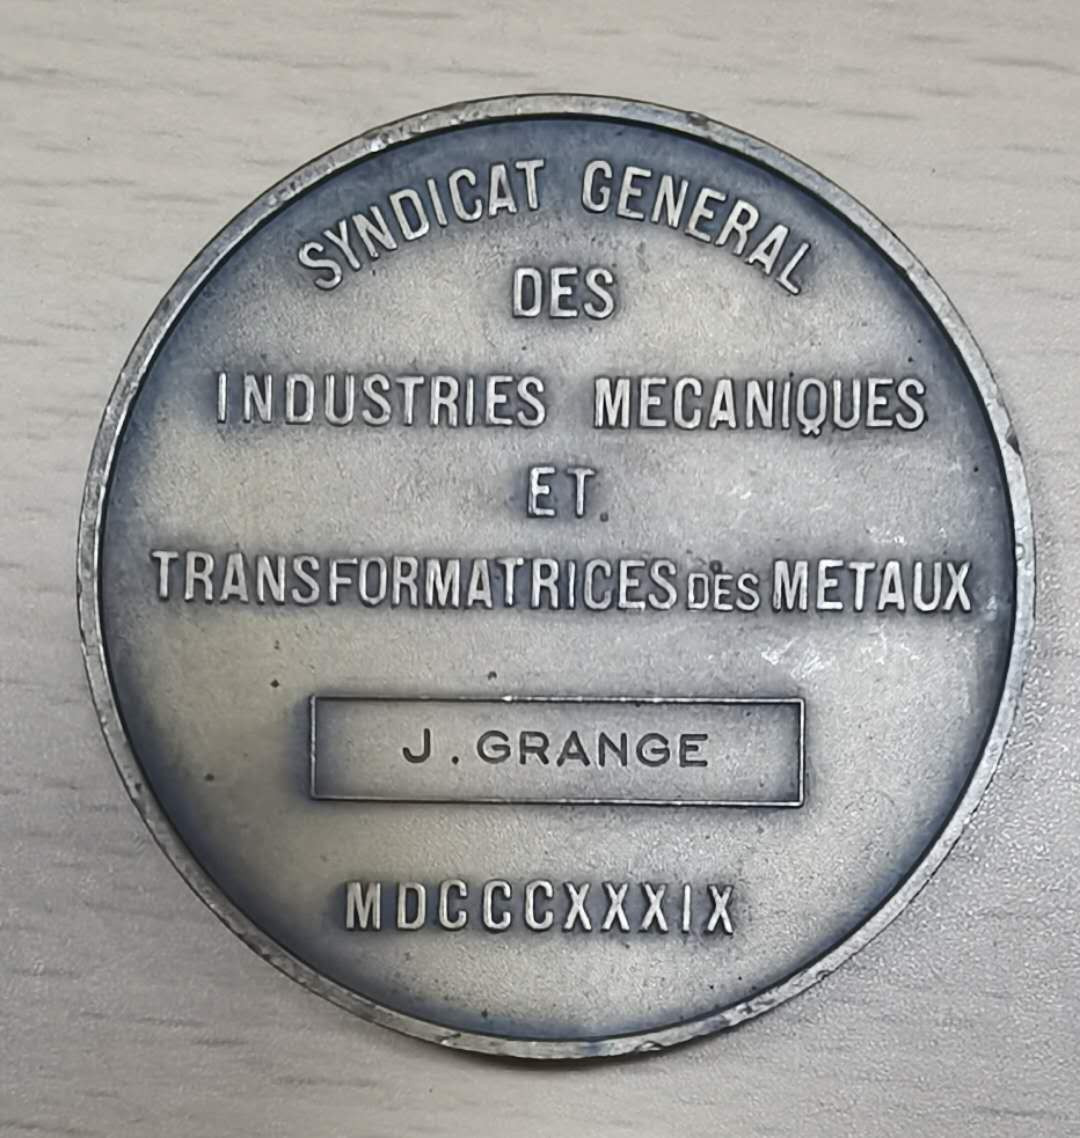 SYNDICAT GENERAL
DES
INDUSTRIES MECANIQUES
ET
TRANSFORMATRICES DES METAUX
J. GRANGE
MDCCCXXXIX